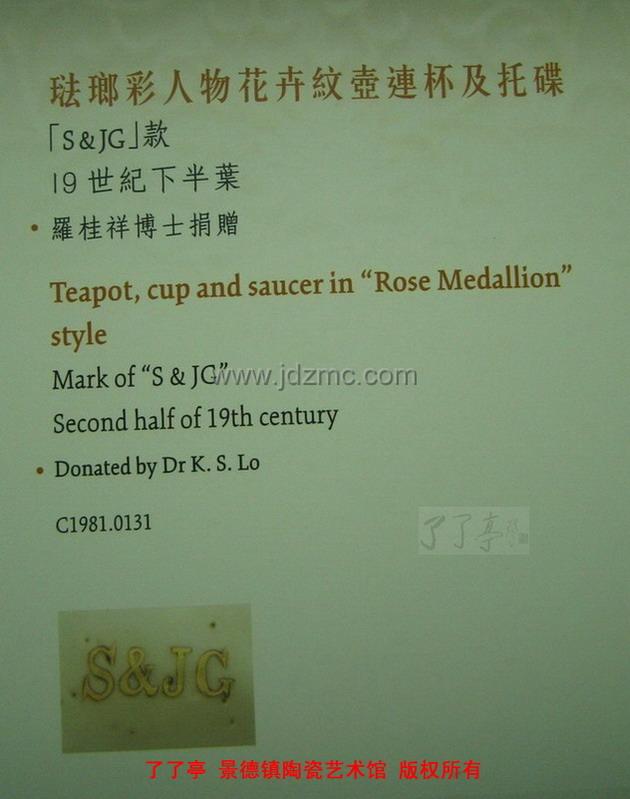 琺瑯彩人物花卉紋壺連杯及托碟
「S & JG」款
19世紀下半葉
• 羅桂祥博士捐贈
Teapot, cup and saucer in “Rose Medallion”
style
Mark of “S & JG”
www.jdzmc.com
Second half of 19th century
• Donated by Dr K. S. Lo
C1981.0131
了了亭
S&JG
了了亭 景德镇陶瓷艺术馆 版权所有